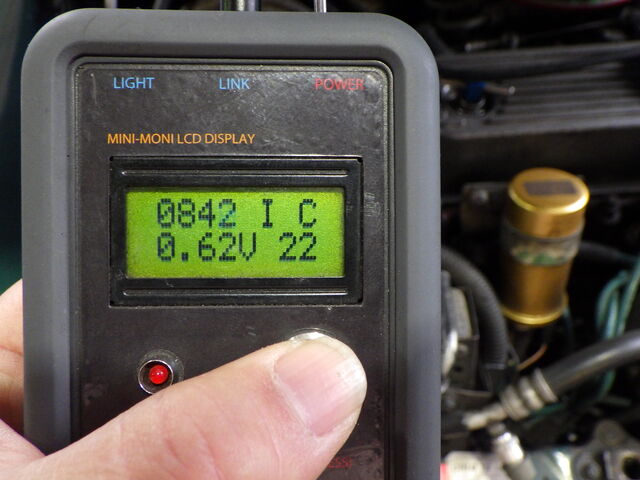 LIGHT LINK POWER
MINI-MONI LCD DISPLAY
0842 I C
0.62V 22